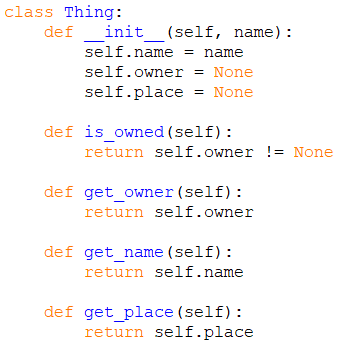 class Thing:
    def __init__(self, name):
        self.name = name
        self.owner = None
        self.place = None

    def is_owned(self):
        return self.owner != None

    def get_owner(self):
        return self.owner

    def get_name(self):
        return self.name

    def get_place(self):
        return self.place